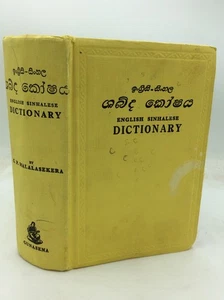 ඉංග්‍රීසි-සිංහල
ශබ්ද කෝෂය
ENGLISH SINHALESE
DICTIONARY
BY
G. P. MALALASEKERA
GUNASENA
ඉංග්‍රීසි-සිංහල
ශබ්ද කෝෂය
ENGLISH SINHALESE
DICTIONARY